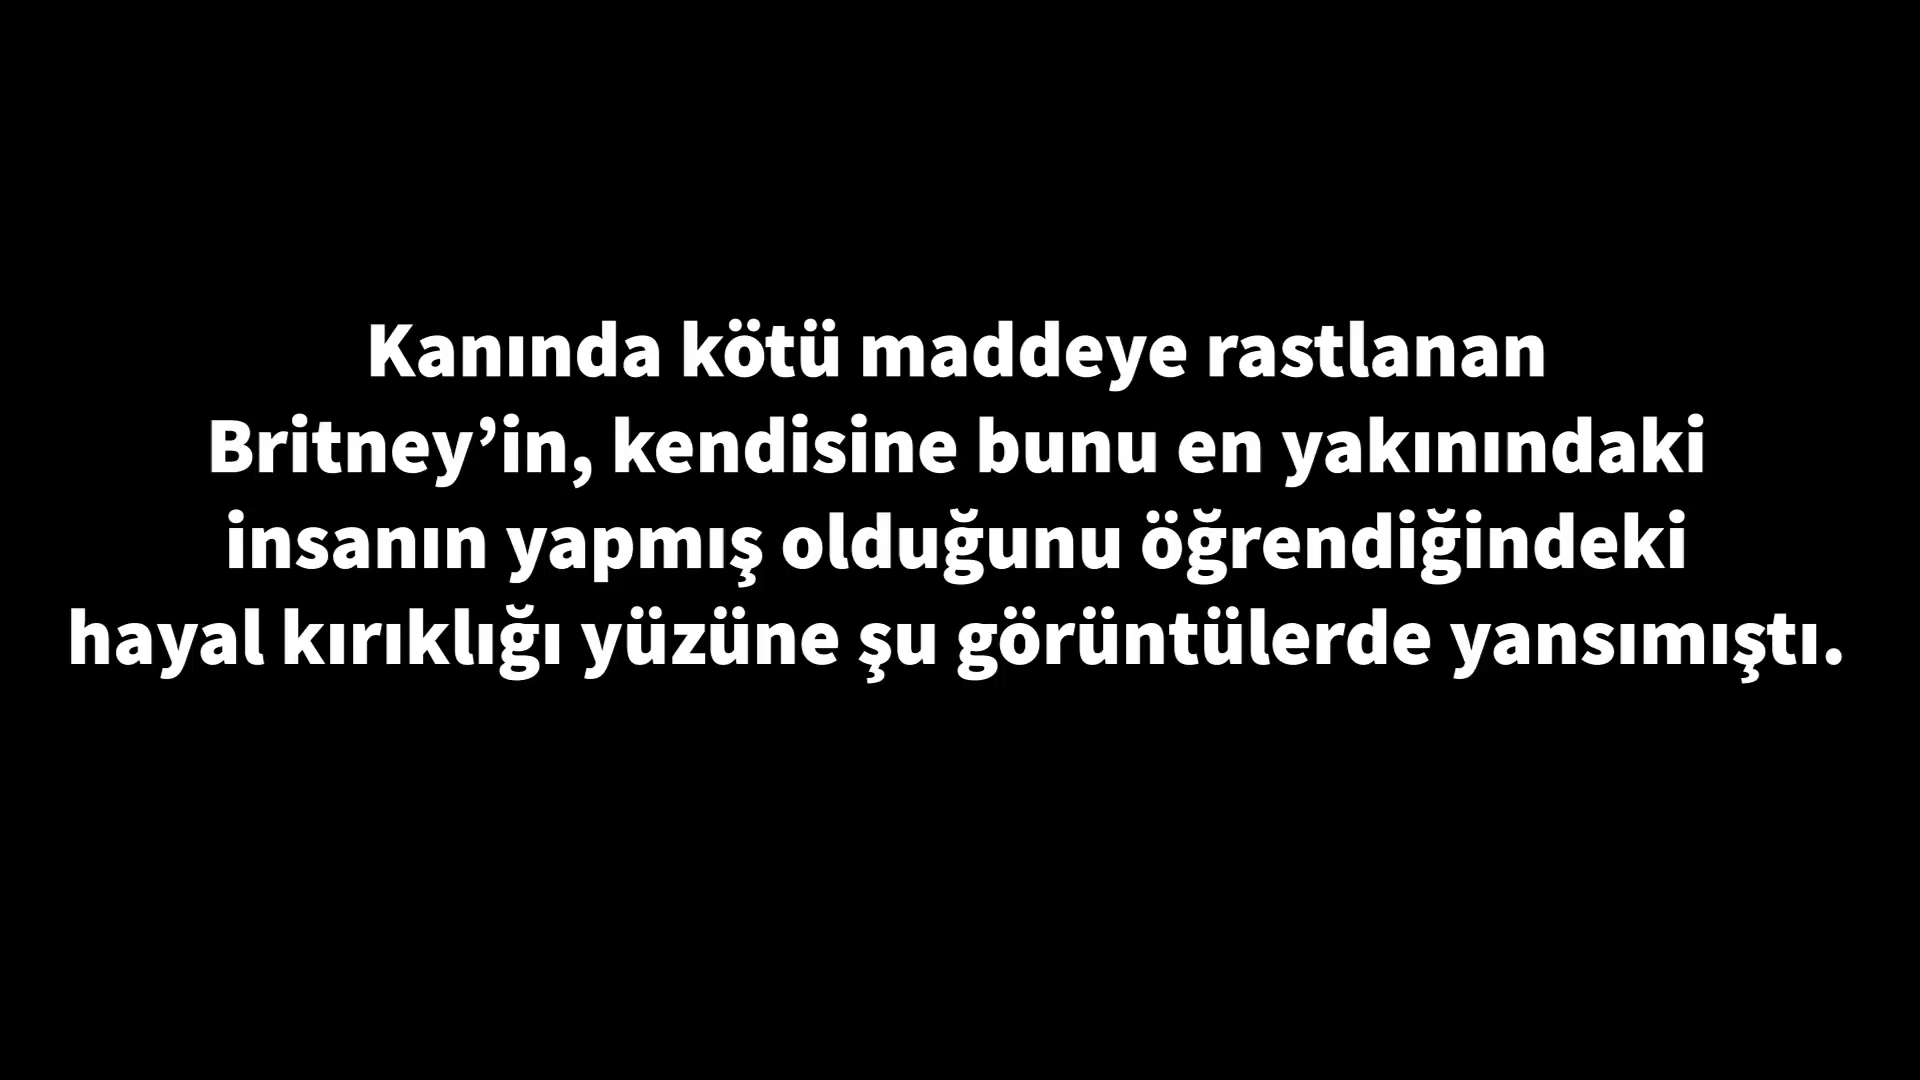 Kanında kötü maddeye rastlanan
Britney’in, kendisine bunu en yakınındaki
insanın yapmış olduğunu öğrendiğindeki
hayal kırıklığı yüzüne şu görüntülerde yansımıştı.